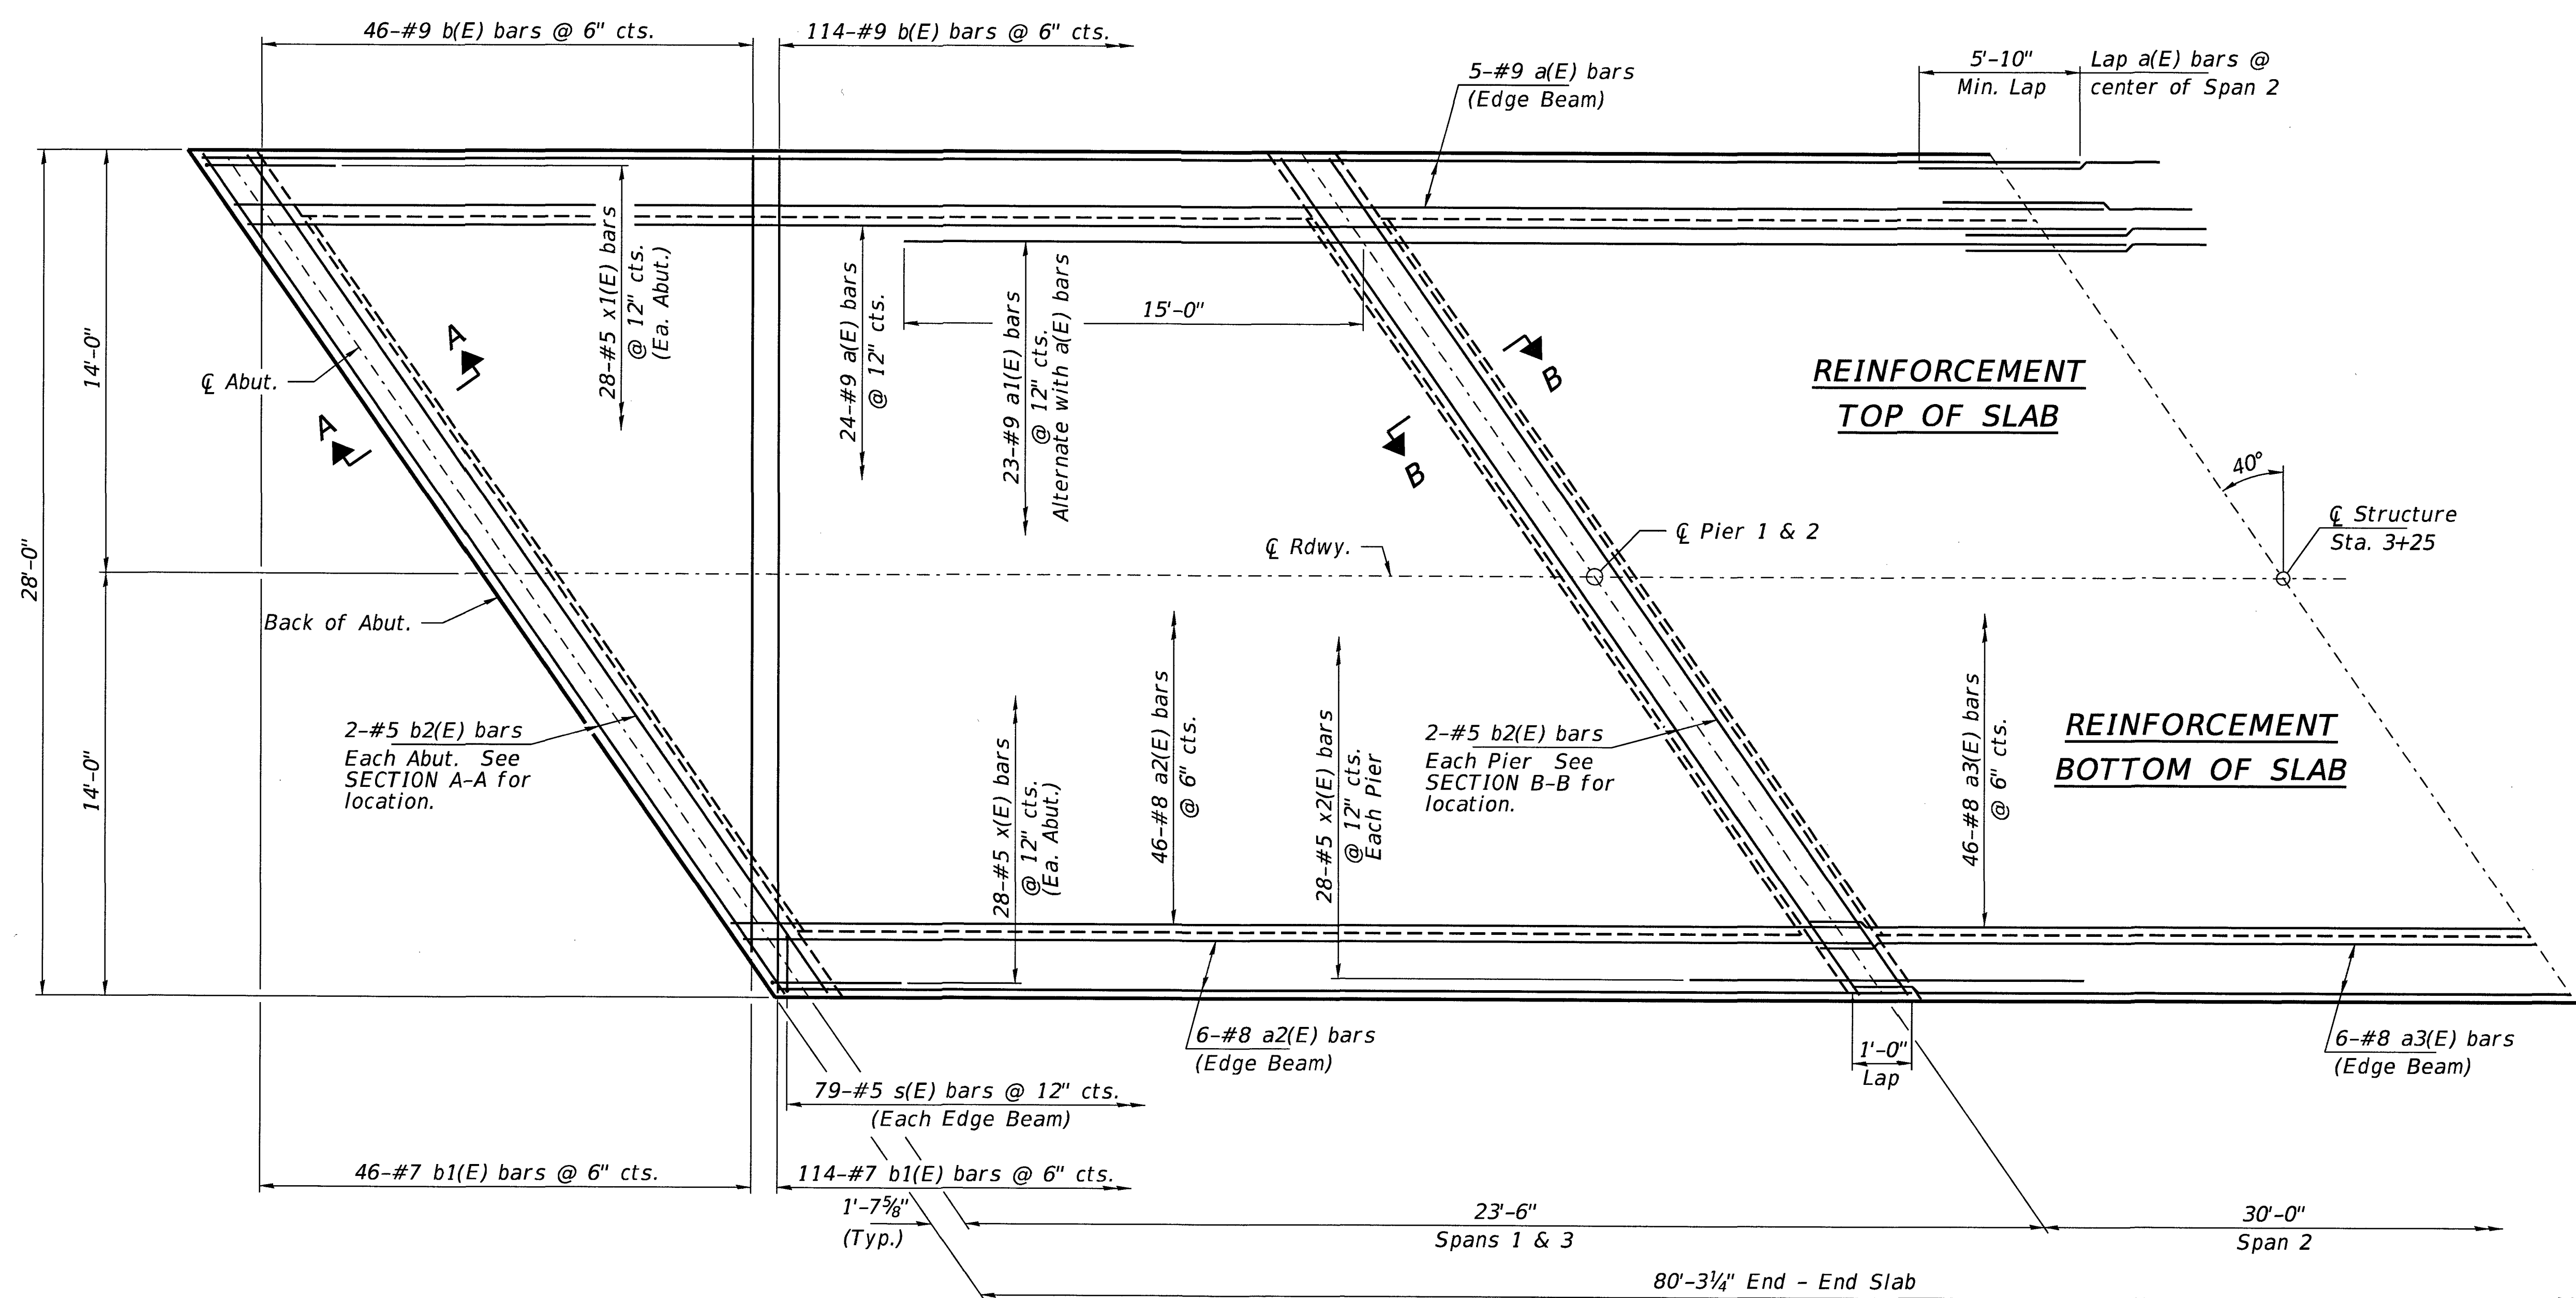 46-#9 b(E) bars @ 6" cts.
114-#9 b(E) bars @ 6" cts.
5-#9 a(E) bars
(Edge Beam)
5'-10"
Min. Lap
Lap a(E) bars @
center of Span 2
28'-0"
14'-0"
14'-0"
28-#5 x1(E) bars
@ 12" cts.
(Ea. Abut.)
24-#9 a(E) bars
@ 12" cts.
23-#9 a1(E) bars
@ 12" cts.
Alternate with a(E) bars
15'-0"
A
A
B
B
℄ Abut.
REINFORCEMENT
TOP OF SLAB
40°
℄ Structure
Sta. 3+25
℄ Pier 1 & 2
℄ Rdwy.
Back of Abut.
2-#5 b2(E) bars
Each Abut. See
SECTION A-A for
location.
28-#5 x(E) bars
@ 12" cts.
(Ea. Abut.)
46-#8 a2(E) bars
@ 6" cts.
28-#5 x2(E) bars
@ 12" cts.
Each Pier
2-#5 b2(E) bars
Each Pier See
SECTION B-B for
location.
46-#8 a3(E) bars
@ 6" cts.
REINFORCEMENT
BOTTOM OF SLAB
6-#8 a2(E) bars
(Edge Beam)
1'-0"
Lap
6-#8 a3(E) bars
(Edge Beam)
79-#5 s(E) bars @ 12" cts.
(Each Edge Beam)
46-#7 b1(E) bars @ 6" cts.
114-#7 b1(E) bars @ 6" cts.
1'-7⅝"
(Typ.)
23'-6"
Spans 1 & 3
30'-0"
Span 2
80'-3¼" End - End Slab